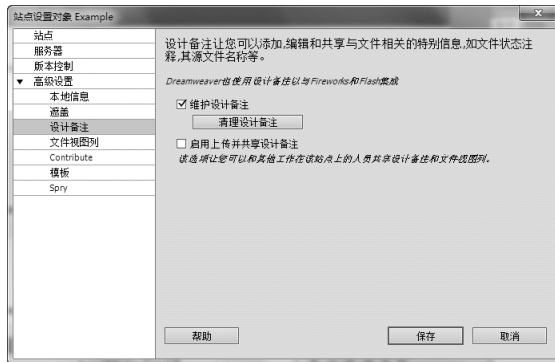 站点设置对象 Example
站点
服务器
版本控制
高级设置
本地信息
遮盖
设计备注
文件视图列
Contribute
模板
Spry
设计备注让您可以添加,编辑和共享与文件相关的特别信息,如文件状态注
释,其源文件名称等。
Dreamweaver也使用设计备注以与Fireworks和Flash集成
维护设计备注
清理设计备注
启用上传并共享设计备注
该选项让您可以和其他工作在该站点上的人员共享设计备注和文件视图列。
帮助
保存
取消